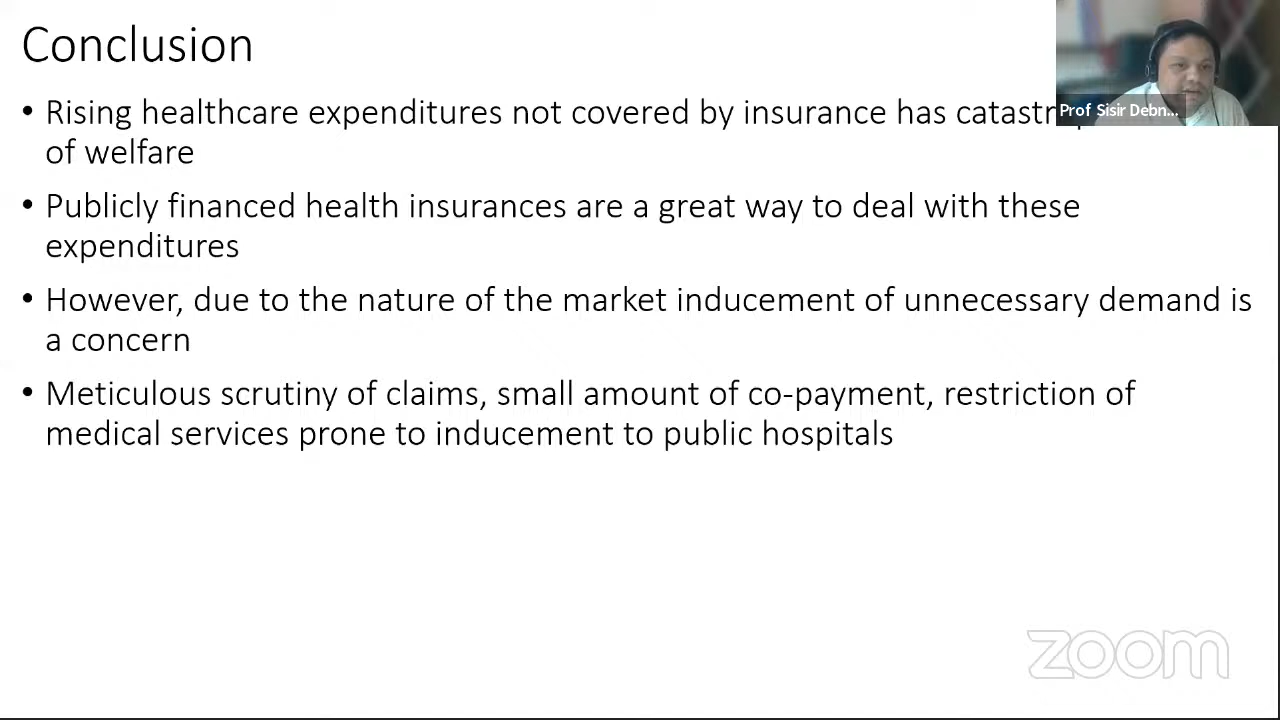 Conclusion
• Rising healthcare expenditures not covered by insurance has
of welfare
• Publicly financed health insurances are a great way to deal with these
expenditures
• However, due to the nature of the market inducement of unnecessary demand is
a concern
• Meticulous scrutiny of claims, small amount of co-payment, restriction of
medical services prone to inducement to public hospitals
Prof Sisir Debn...
zoom